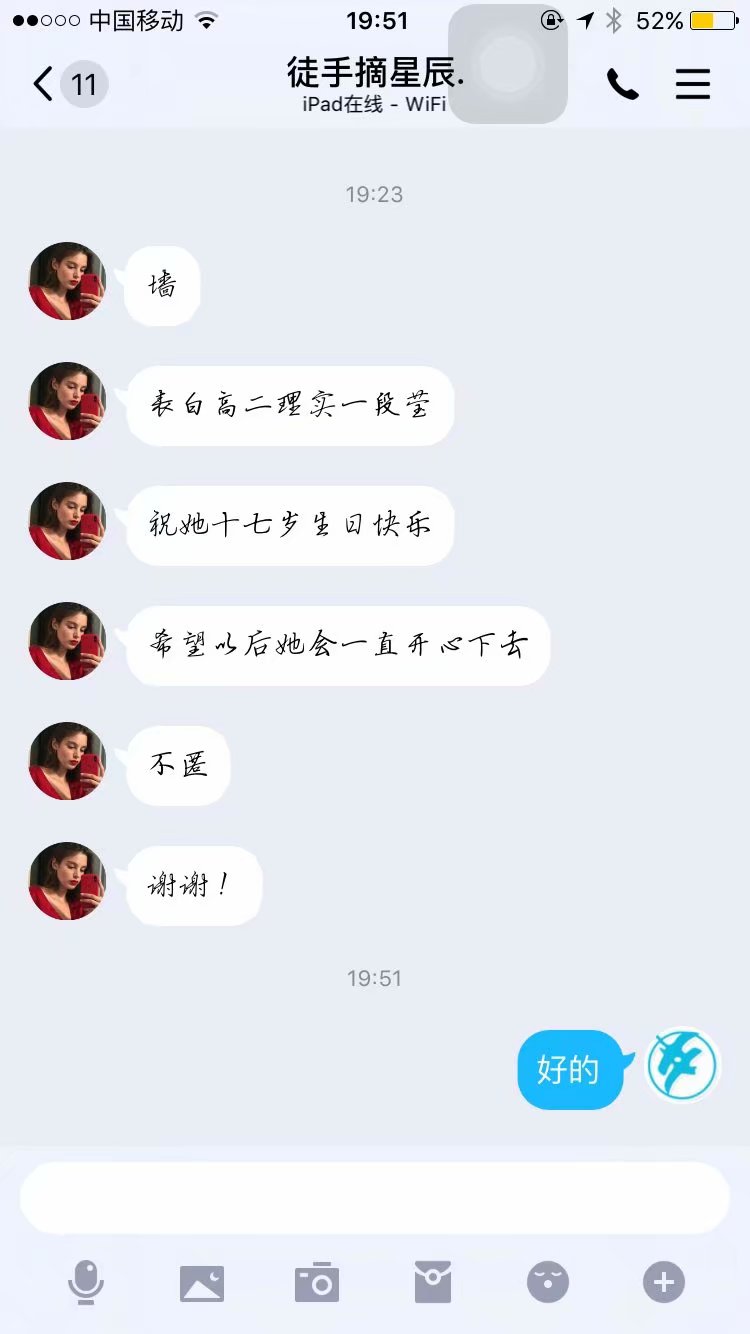 中国移动 19:51 52%
11
徒手摘星辰.
iPad在线 - WiFi
19:23
墙
表白高二理实一段莹
祝她十七岁生日快乐
希望以后她会一直开心下去
不匿
谢谢！
19:51
好的